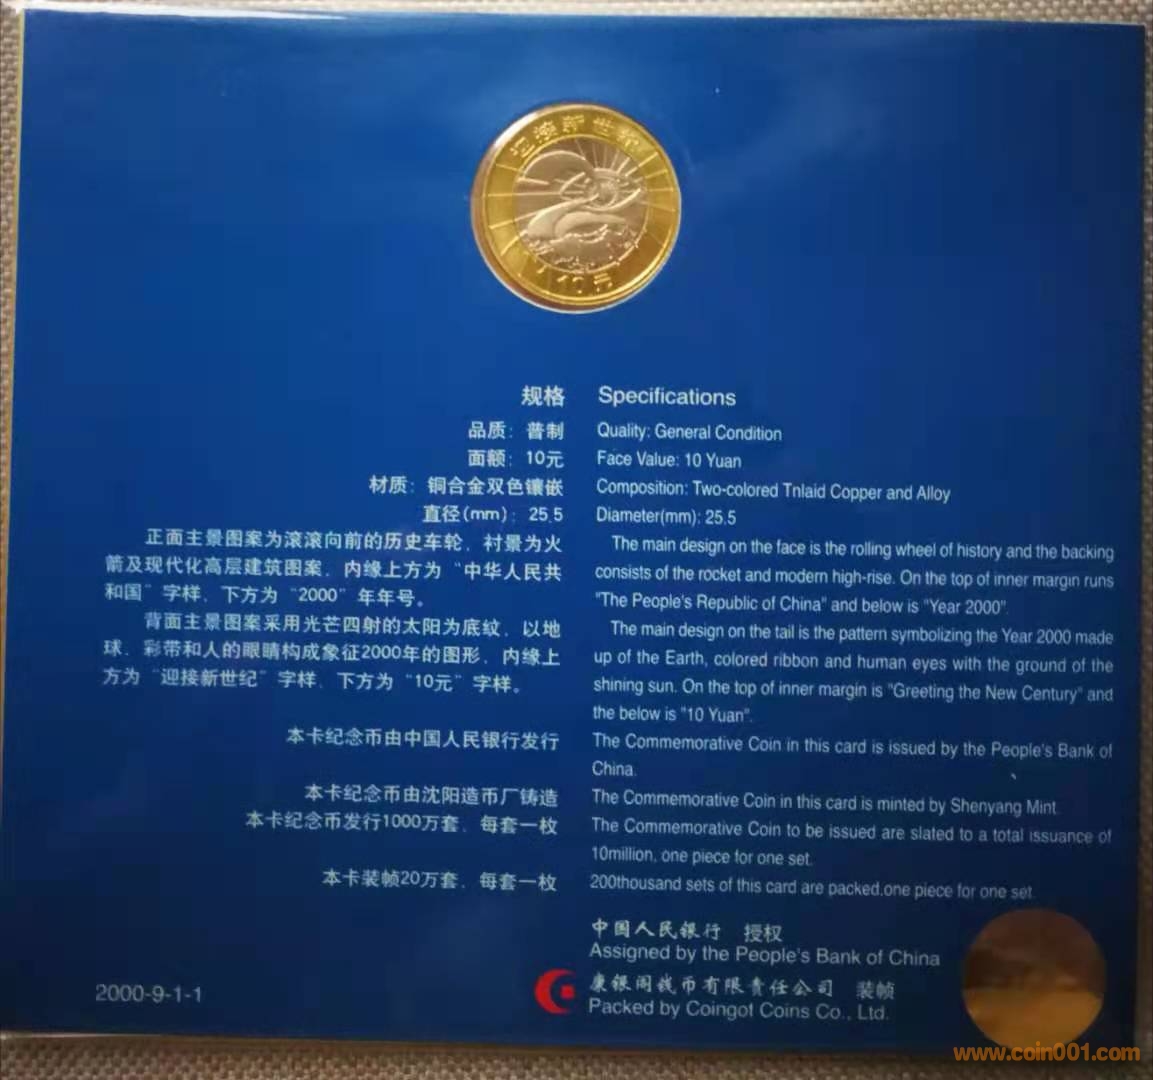 迎接新世纪
10元
规格
品质：普制
面额：10元
材质：铜合金双色镶嵌
直径(mm)：25.5
正面主景图案为滚滚向前的历史车轮，衬景为火
箭及现代化高层建筑图案，内缘上方为“中华人民共
和国”字样，下方为“2000”年年号。
背面主景图案采用光芒四射的太阳为底纹，以地
球、彩带和人的眼睛构成象征2000年的图形，内缘上
方为“迎接新世纪”字样，下方为“10元”字样。
本卡纪念币由中国人民银行发行
本卡纪念币由沈阳造币厂铸造
本卡纪念币发行1000万套，每套一枚
本卡装帧20万套，每套一枚
2000-9-1-1
Specifications
Quality: General Condition
Face Value: 10 Yuan
Composition: Two-colored Tnlaid Copper and Alloy
Diameter(mm): 25.5
The main design on the face is the rolling wheel of history and the backing
consists of the rocket and modern high-rise. On the top of inner margin runs
"The People's Republic of China" and below is "Year 2000".
The main design on the tail is the pattern symbolizing the Year 2000 made
up of the Earth, colored ribbon and human eyes with the ground of the
shining sun. On the top of inner margin is "Greeting the New Century" and
the below is "10 Yuan".
The Commemorative Coin in this card is issued by the People's Bank of
China.
The Commemorative Coin in this card is minted by Shenyang Mint.
The Commemorative Coin to be issued are slated to a total issuance of
10million, one piece for one set.
200thousand sets of this card are packed,one piece for one set.
中国人民银行 授权
Assigned by the People's Bank of China
康银阁钱币有限责任公司 装帧
Packed by Coingot Coins Co., Ltd.
www.coin001.com